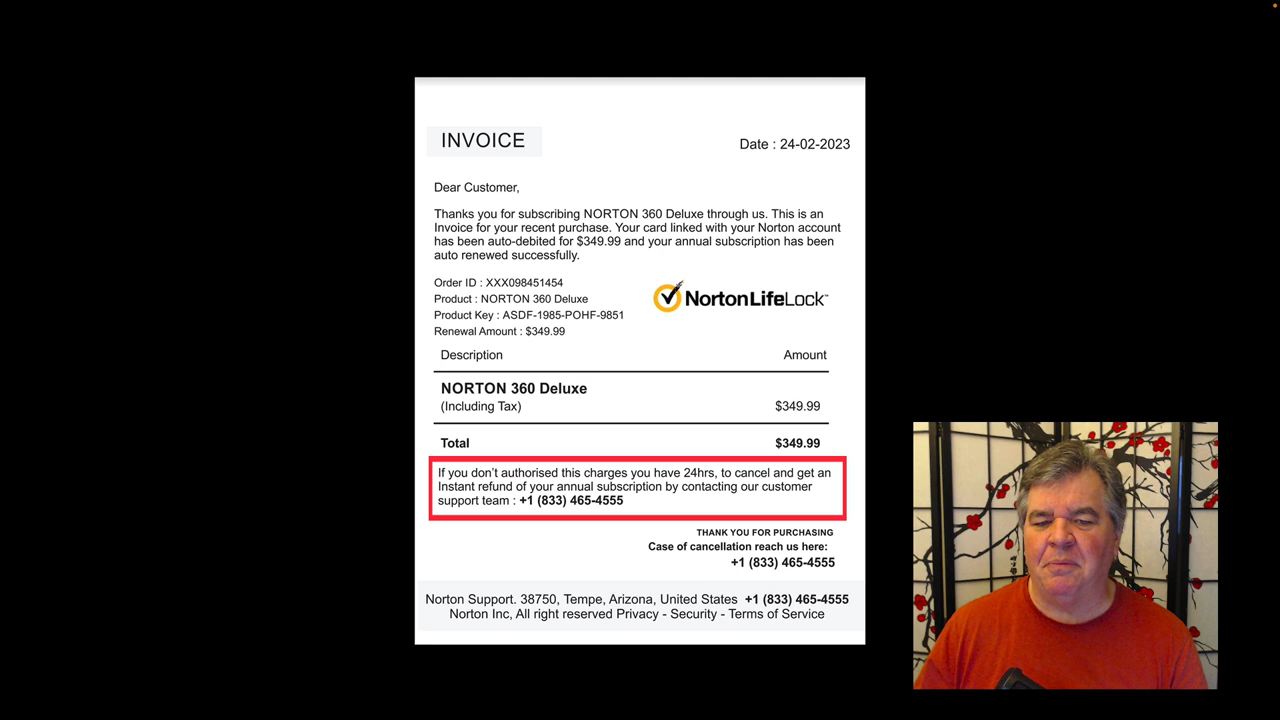 INVOICE
Date : 24-02-2023
Dear Customer,
Thanks you for subscribing NORTON 360 Deluxe through us. This is an
Invoice for your recent purchase. Your card linked with your Norton account
has been auto-debited for $349.99 and your annual subscription has been
auto renewed successfully.
Order ID : XXX098451454
Product : NORTON 360 Deluxe
Product Key : ASDF-1985-POHF-9851
Renewal Amount : $349.99
NortonLifeLock™
Description Amount
NORTON 360 Deluxe
(Including Tax) $349.99
Total $349.99
If you don't authorised this charges you have 24hrs, to cancel and get an
Instant refund of your annual subscription by contacting our customer
support team : +1 (833) 465-4555
THANK YOU FOR PURCHASING
Case of cancellation reach us here:
+1 (833) 465-4555
Norton Support. 38750, Tempe, Arizona, United States +1 (833) 465-4555
Norton Inc, All right reserved Privacy - Security - Terms of Service